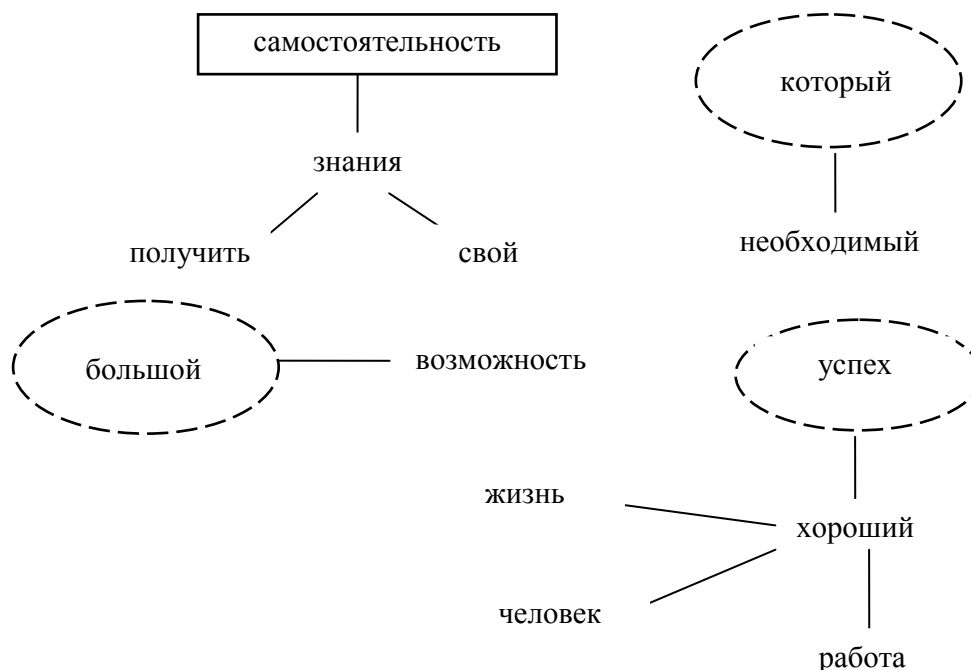 самостоятельность
который
знания
необходимый
получить
свой
большой
возможность
успех
жизнь
хороший
человек
работа